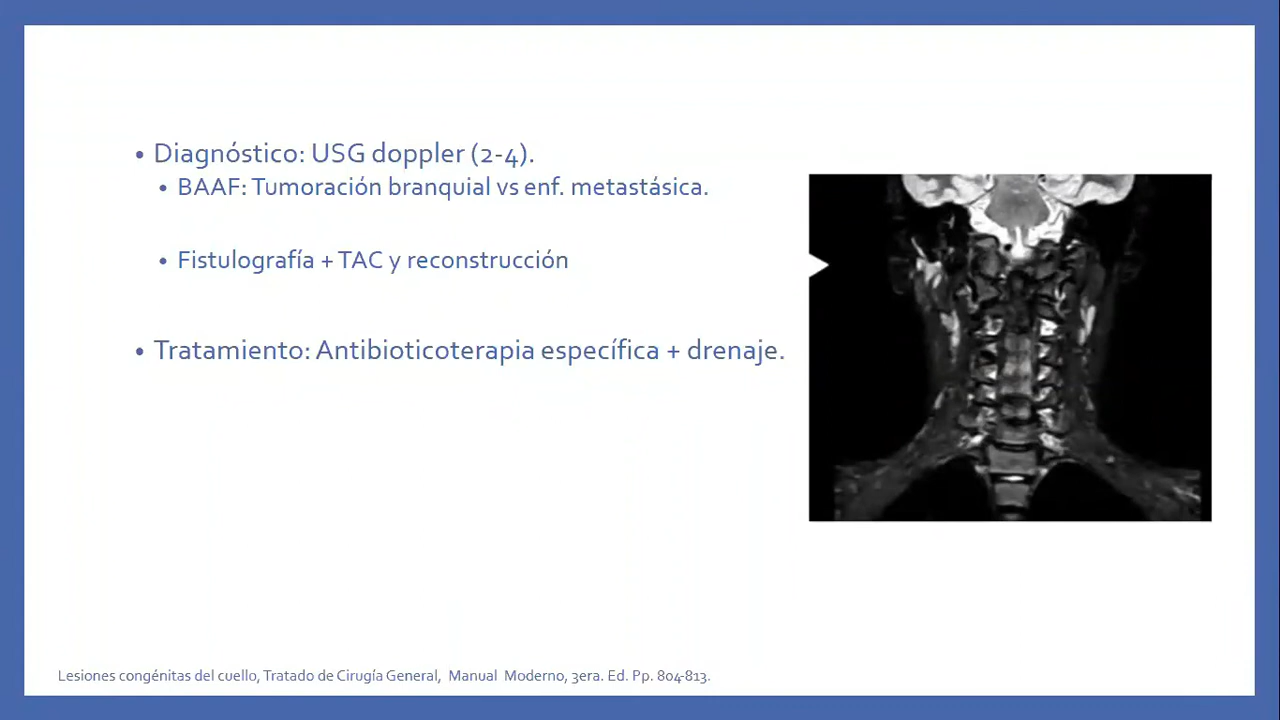 • Diagnóstico: USG doppler (2-4).
• BAAF: Tumoración branquial vs enf. metastásica.
• Fistulografía + TAC y reconstrucción
• Tratamiento: Antibioticoterapia específica + drenaje.
Lesiones congénitas del cuello, Tratado de Cirugía General, Manual Moderno, 3era. Ed. Pp. 804-813.